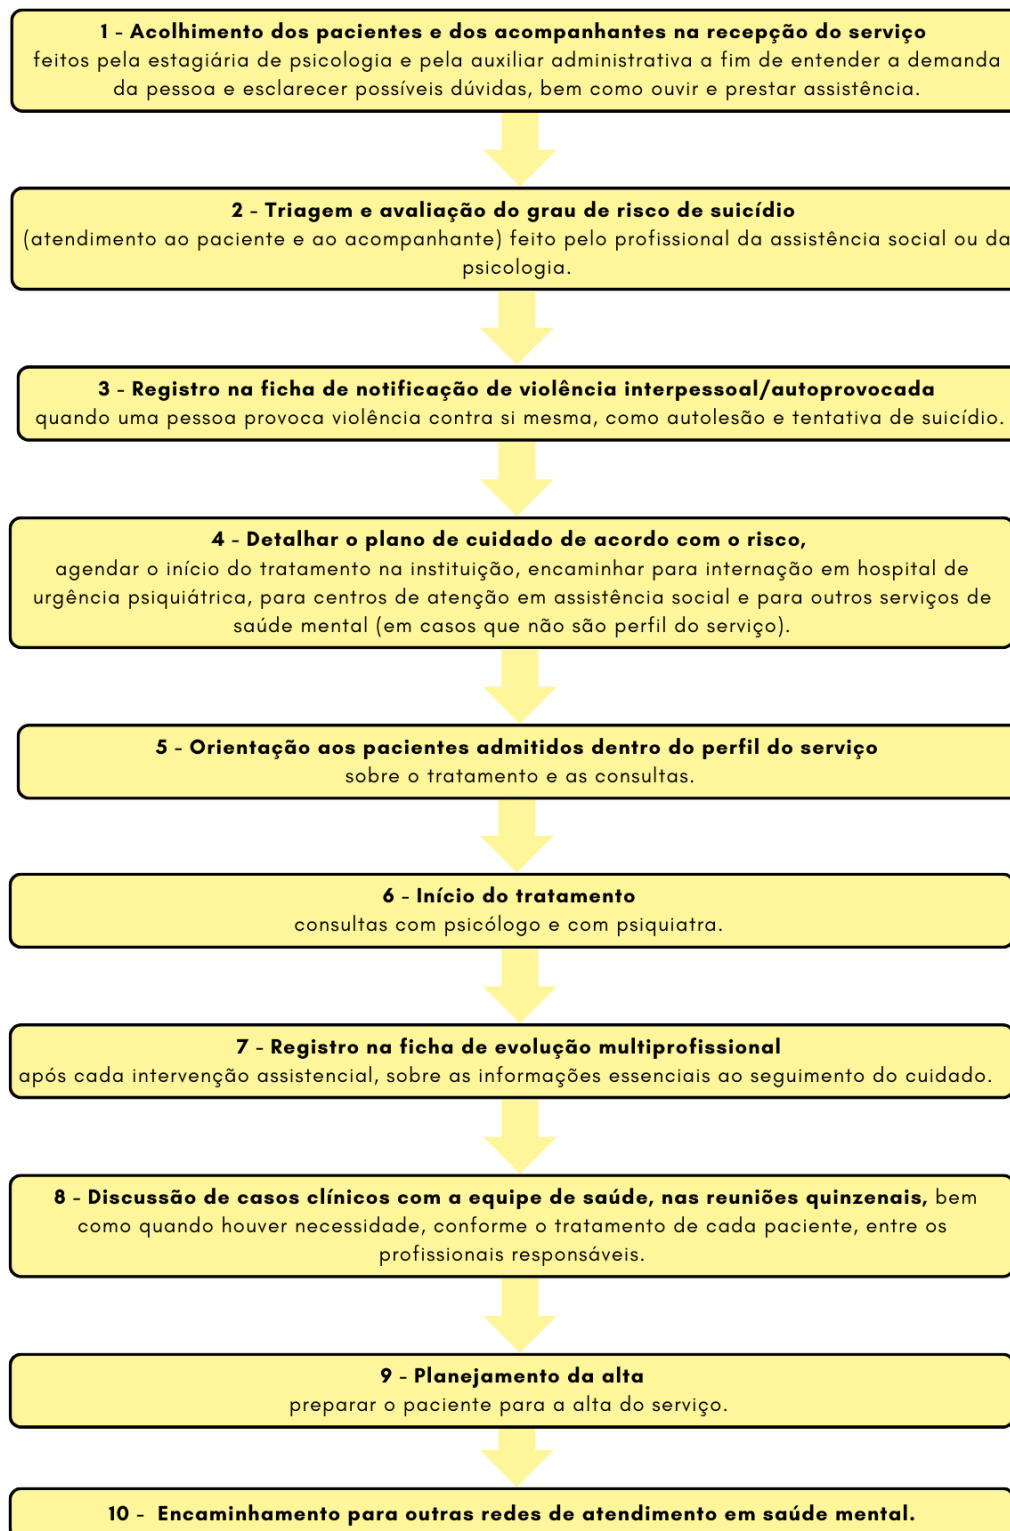 1 - Acolhimento dos pacientes e dos acompanhantes na recepção do serviço
feitos pela estagiária de psicologia e pela auxiliar administrativa a fim de entender a demanda
da pessoa e esclarecer possíveis dúvidas, bem como ouvir e prestar assistência.
2 - Triagem e avaliação do grau de risco de suicídio
(atendimento ao paciente e ao acompanhante) feito pelo profissional da assistência social ou da
psicologia.
3 - Registro na ficha de notificação de violência interpessoal/autoprovocada
quando uma pessoa provoca violência contra si mesma, como autolesão e tentativa de suicídio.
4 - Detalhar o plano de cuidado de acordo com o risco,
agendar o início do tratamento na instituição, encaminhar para internação em hospital de
urgência psiquiátrica, para centros de atenção em assistência social e para outros serviços de
saúde mental (em casos que não são perfil do serviço).
5 - Orientação aos pacientes admitidos dentro do perfil do serviço
sobre o tratamento e as consultas.
6 - Início do tratamento
consultas com psicólogo e com psiquiatra.
7 - Registro na ficha de evolução multiprofissional
após cada intervenção assistencial, sobre as informações essenciais ao seguimento do cuidado.
8 - Discussão de casos clínicos com a equipe de saúde, nas reuniões quinzenais, bem
como quando houver necessidade, conforme o tratamento de cada paciente, entre os
profissionais responsáveis.
9 - Planejamento da alta
preparar o paciente para a alta do serviço.
10 - Encaminhamento para outras redes de atendimento em saúde mental.